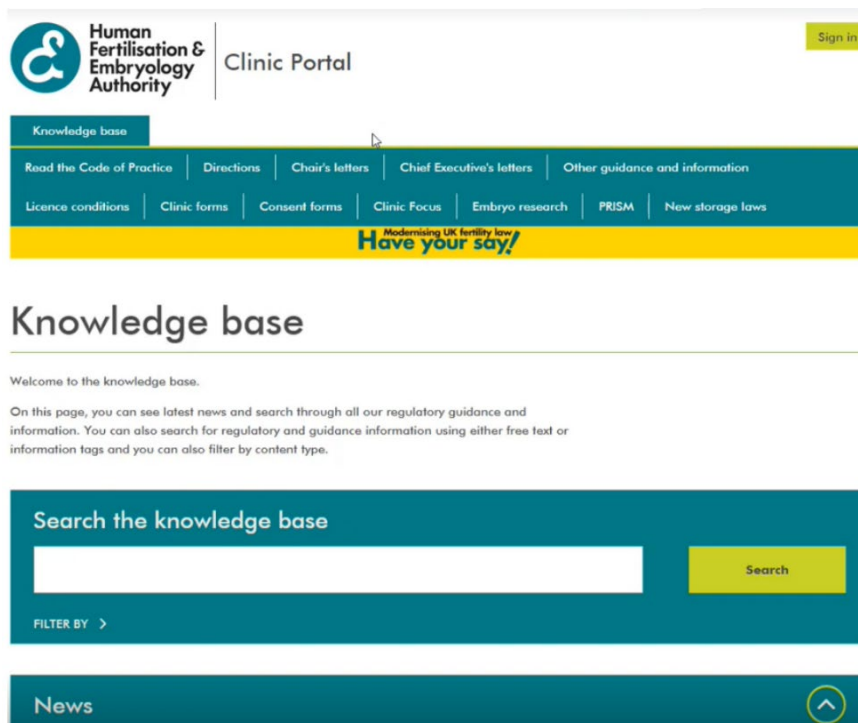 Human
Fertilisation &
Embryology
Authority
Clinic Portal
Sign in
Knowledge base
Read the Code of Practice
Directions
Chair's letters
Chief Executive's letters
Other guidance and information
Licence conditions
Clinic forms
Consent forms
Clinic Focus
Embryo research
PRISM
New storage laws
Modernising UK fertility law
Have your say!
Knowledge base
Welcome to the knowledge base.
On this page, you can see latest news and search through all our regulatory guidance and
information. You can also search for regulatory and guidance information using either free text or
information tags and you can also filter by content type.
Search the knowledge base
Search
FILTER BY >
News